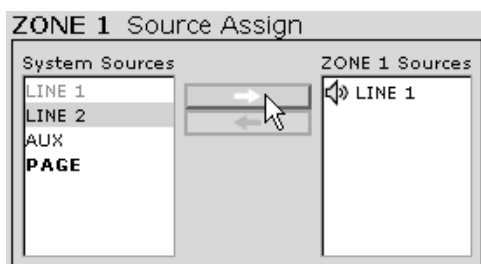 ZONE 1 Source Assign
System Sources
ZONE 1 Sources
LINE 1
LINE 2
AUX
PAGE
LINE 1